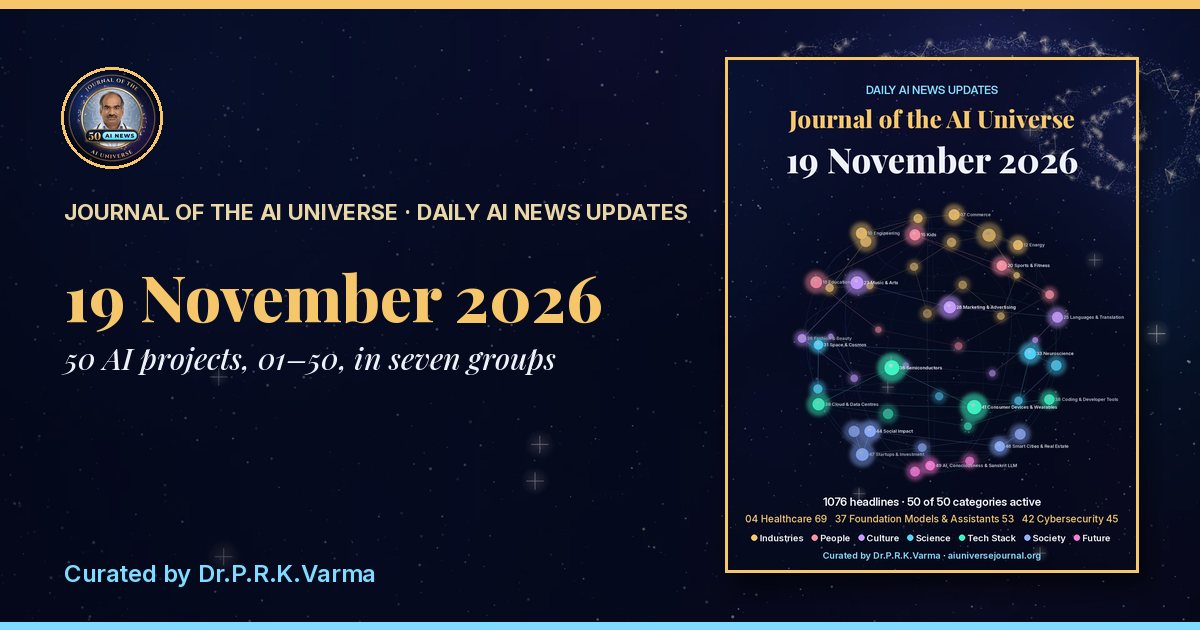 JOURNAL OF THE
50 AI NEWS
AI UNIVERSE
JOURNAL OF THE AI UNIVERSE · DAILY AI NEWS UPDATES
19 November 2026
50 AI projects, 01—50, in seven groups
Curated by Dr.P.R.K.Varma
DAILY AI NEWS UPDATES
Journal of the AI Universe
19 November 2026
07 Commerce
Engineering
15 Kids
12 Energy
20 Sports & Fitness
Education
Music & Arts
28 Marketing & Advertising
25 Languages & Translation
Fashion & Beauty
31 Space & Cosmos
33 Neuroscience
36 Semiconductors
39 Cloud & Data Centres
41 Consumer Devices & Wearables
38 Coding & Developer Tools
44 Social Impact
46 Smart Cities & Real Estate
47 Startups & Investment
49 AI, Consciousness & Sanskrit LLM
1076 headlines · 50 of 50 categories active
04 Healthcare 69 37 Foundation Models & Assistants 53 42 Cybersecurity 45
Industries People Culture Science Tech Stack Society Future
Curated by Dr.P.R.K.Varma · aiuniversejournal.org